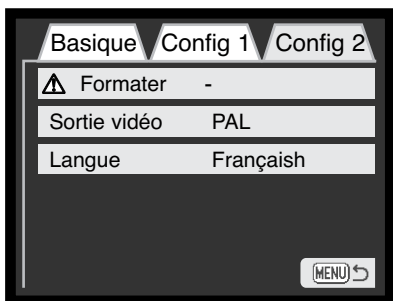 Basique Config 1 Config 2
Formater -
Sortie vidéo PAL
Langue Françaish
MENU